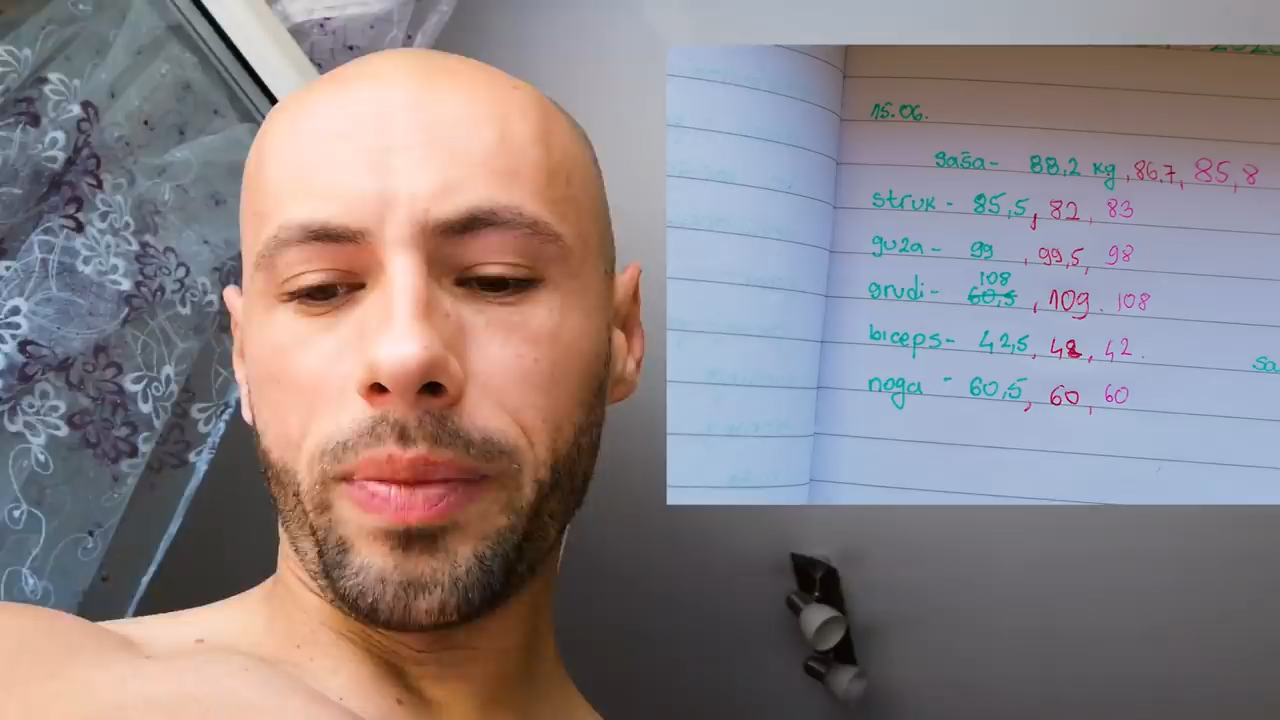 15.06.
saša- 88,2 kg, 86.7, 85,8
struk - 85,5, 82, 83
guza - 99, 99,5, 98
108
grudi- 60,5, 109. 108
biceps- 42,5, 42, 42.
noga - 60,5, 60, 60